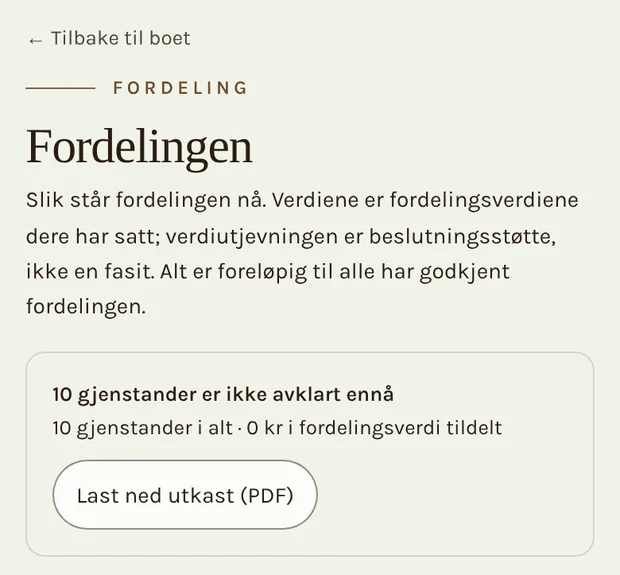 ← Tilbake til boet
FORDELING
Fordelingen
Slik står fordelingen nå. Verdiene er fordelingsverdiene
dere har satt; verdiutjevningen er beslutningsstøtte,
ikke en fasit. Alt er foreløpig til alle har godkjent
fordelingen.
10 gjenstander er ikke avklart ennå
10 gjenstander i alt · 0 kr i fordelingsverdi tildelt
Last ned utkast (PDF)